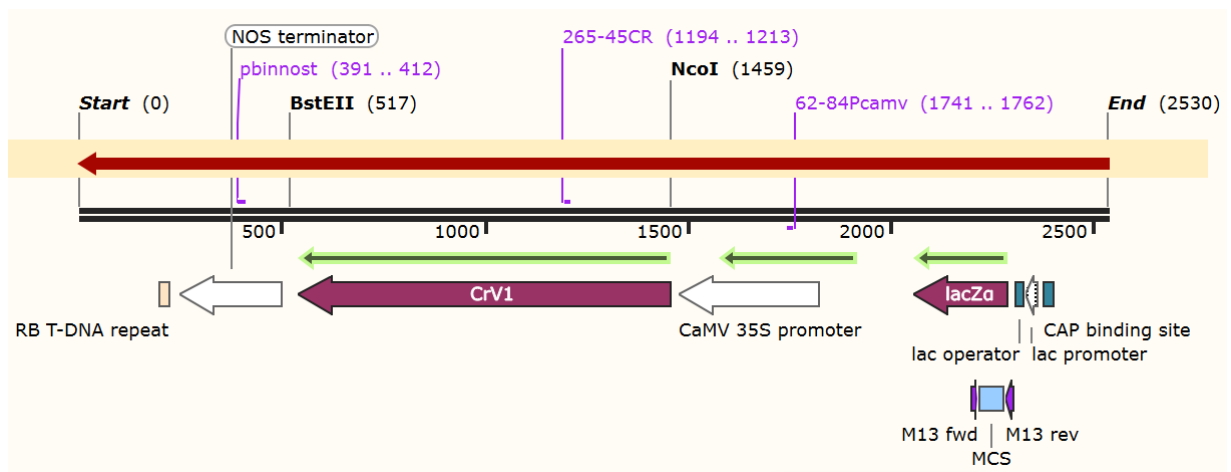 NOS terminator
265-45CR (1194 .. 1213)
pbinnost (391 .. 412)
NcoI (1459)
Start (0)
BstEII (517)
62-84Pcamv (1741 .. 1762)
End (2530)
500
1000
1500
2000
2500
CrV1
lacZα
RB T-DNA repeat
CaMV 35S promoter
CAP binding site
lac operator
lac promoter
M13 fwd
M13 rev
MCS